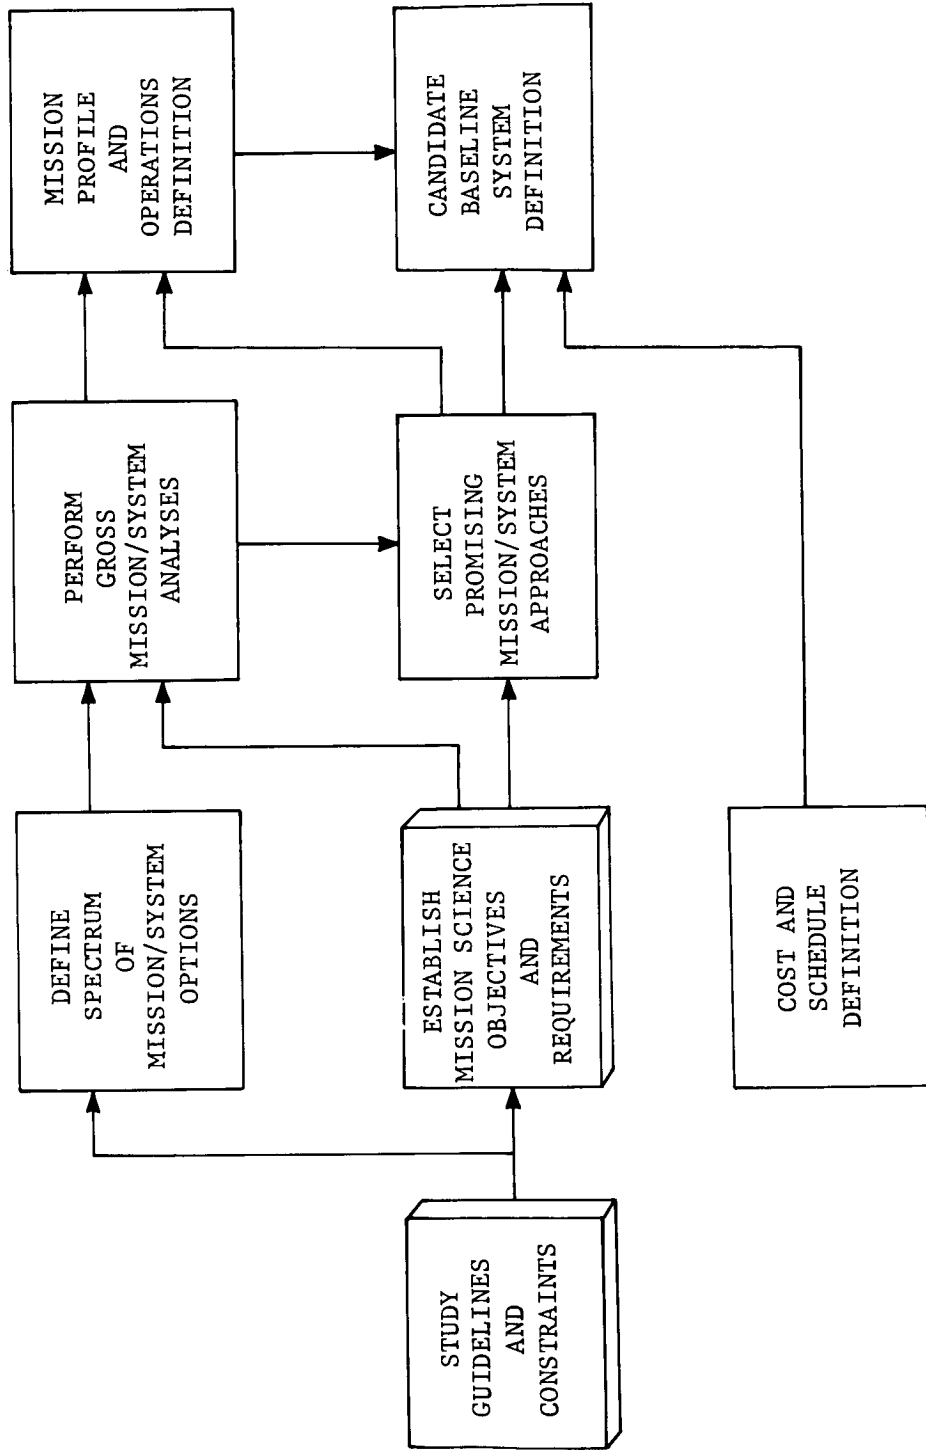 STUDY
GUIDELINES
AND
CONSTRAINTS
DEFINE
SPECTRUM
OF
MISSION/SYSTEM
OPTIONS
ESTABLISH
MISSION SCIENCE
OBJECTIVES
AND
REQUIREMENTS
COST AND
SCHEDULE
DEFINITION
PERFORM
GROSS
MISSION/SYSTEM
ANALYSES
SELECT
PROMISING
MISSION/SYSTEM
APPROACHES
MISSION
PROFILE
AND
OPERATIONS
DEFINITION
CANDIDATE
BASELINE
SYSTEM
DEFINITION